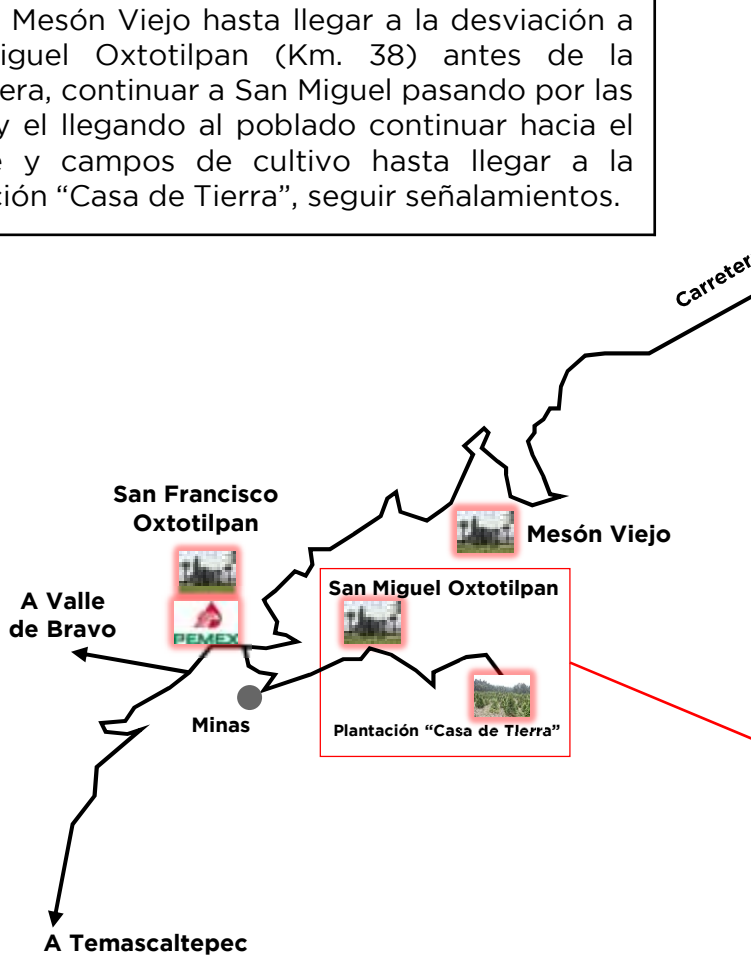 Mesón Viejo hasta llegar a la desviación a
iguel Oxtotilpan (Km. 38) antes de la
era, continuar a San Miguel pasando por las
y el llegando al poblado continuar hacia el
e y campos de cultivo hasta llegar a la
ción “Casa de Tierra”, seguir señalamientos.
Carreter
San Francisco
Oxtotilpan
Mesón Viejo
San Miguel Oxtotilpan
A Valle
de Bravo
PEMEX
Minas
Plantación “Casa de Tierra”
A Temascaltepec